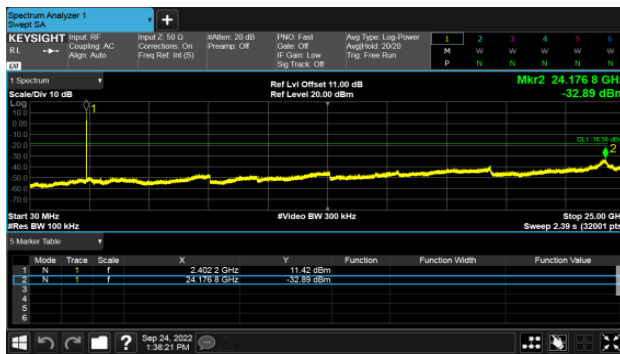 Spectrum Analyzer 1
Swept SA
+
KEYSIGHT Input: RF Input Z: 50 Ω #Atten: 20 dB PNO: Fast Avg Type: Log-Power 1 2 3 4 5 6
RL Coupling: AC Corrections: On Preamp: Off Gate: Off Avg|Hold: 20/20 M W W W W W
Align: Auto Freq Ref: Int (S) IF Gain: Low Trig: Free Run
Sig Track: Off P N N N N N
LXI
1 Spectrum Ref Lvl Offset 11.00 dB Mkr2 24.176 8 GHz
Scale/Div 10 dB Ref Level 20.00 dBm -32.89 dBm
Log
1
10.0
0.00
-10.0
DL1 -18.58 dBm
-20.0
2
-30.0
-40.0
-50.0
-60.0
-70.0
Start 30 MHz #Video BW 300 kHz Stop 25.00 GHz
#Res BW 100 kHz Sweep 2.39 s (32001 pts)
5 Marker Table
Mode Trace Scale X Y Function Function Width Function Value
1 N 1 f 2.402 2 GHz 11.42 dBm
2 N 1 f 24.176 8 GHz -32.89 dBm
3
4
5
6
? Sep 24, 2022
1:38:21 PM